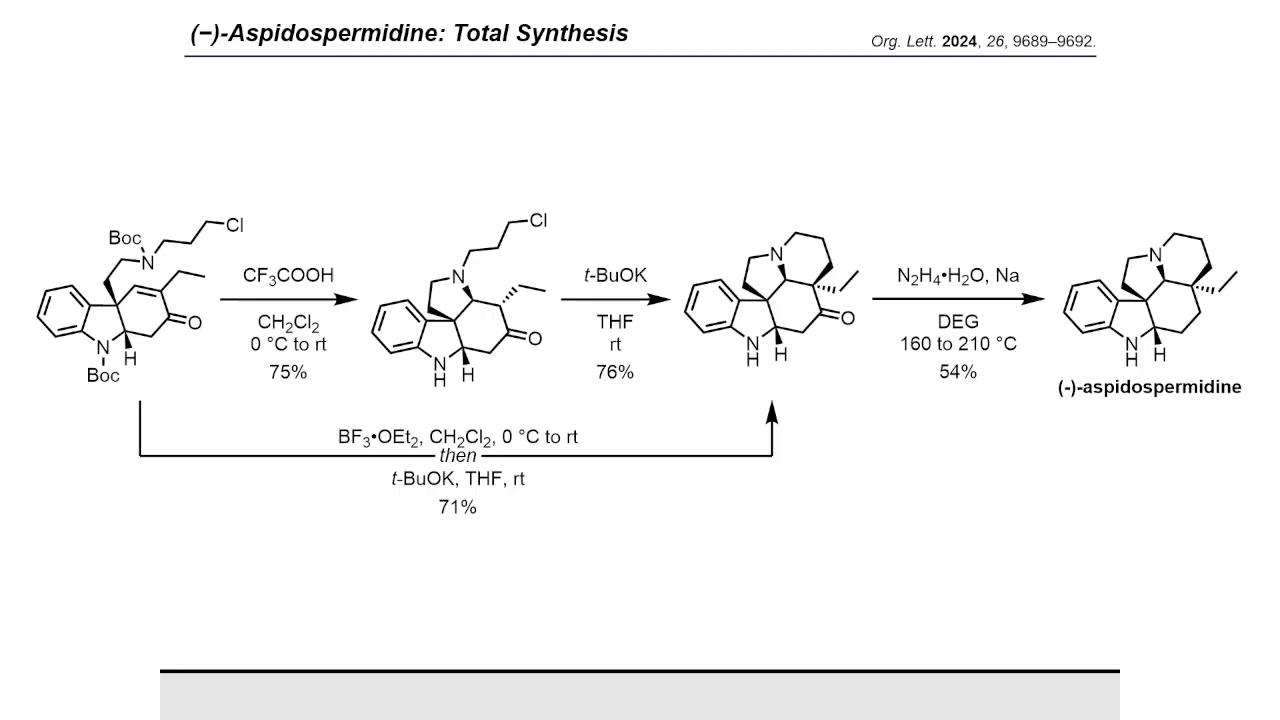 (−)-Aspidospermidine: Total Synthesis
Org. Lett. 2024, 26, 9689–9692.
Boc
N
Cl
O
N
H
Boc
CF₃COOH
CH₂Cl₂
0 °C to rt
75%
Cl
N
O
N
H
H
t-BuOK
THF
rt
76%
N
O
N
H
H
N₂H₄•H₂O, Na
DEG
160 to 210 °C
54%
N
N
H
H
(-)-aspidospermidine
BF₃•OEt₂, CH₂Cl₂, 0 °C to rt
then
t-BuOK, THF, rt
71%